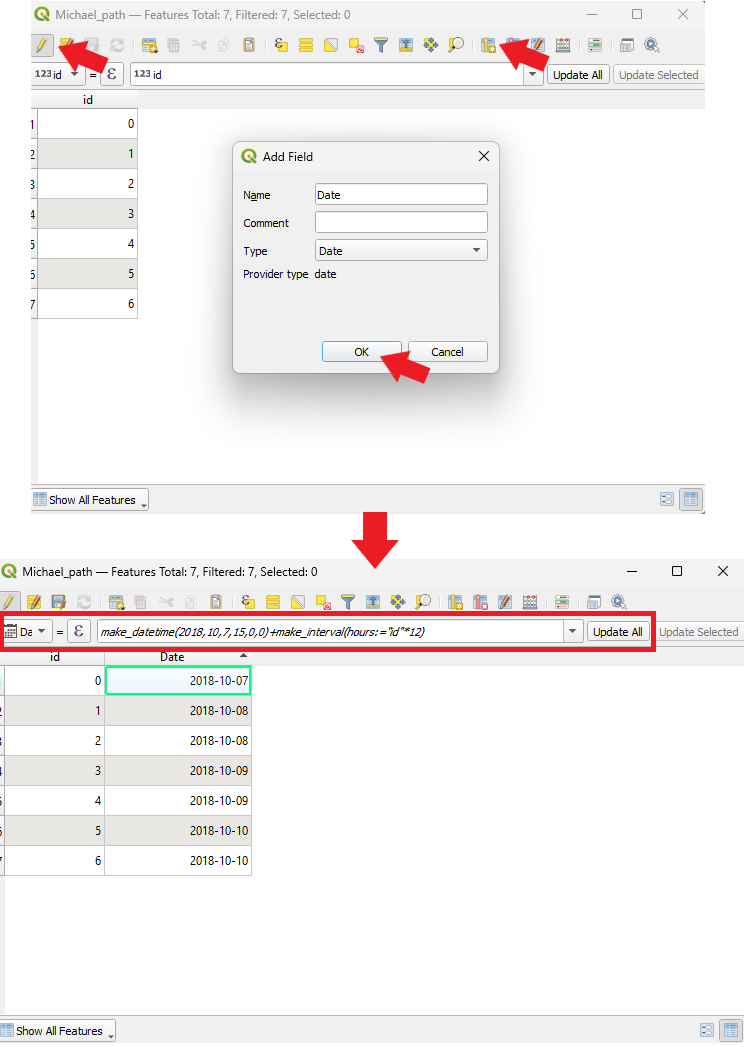 Michael_path — Features Total: 7, Filtered: 7, Selected: 0
123 id = ε 123 id Update All Update Selected
id
1 0
2 1
3 2
4 3
5 4
6 5
7 6
Add Field
Name Date
Comment
Type Date
Provider type date
OK Cancel
Show All Features
Michael_path — Features Total: 7, Filtered: 7, Selected: 0
Da = ε make_datetime(2018,10,7,15,0,0)+make_interval(hours:="id"*12) Update All Update Selected
id Date
0 2018-10-07
2 1 2018-10-08
3 2 2018-10-08
4 3 2018-10-09
5 4 2018-10-09
6 5 2018-10-10
7 6 2018-10-10
Show All Features